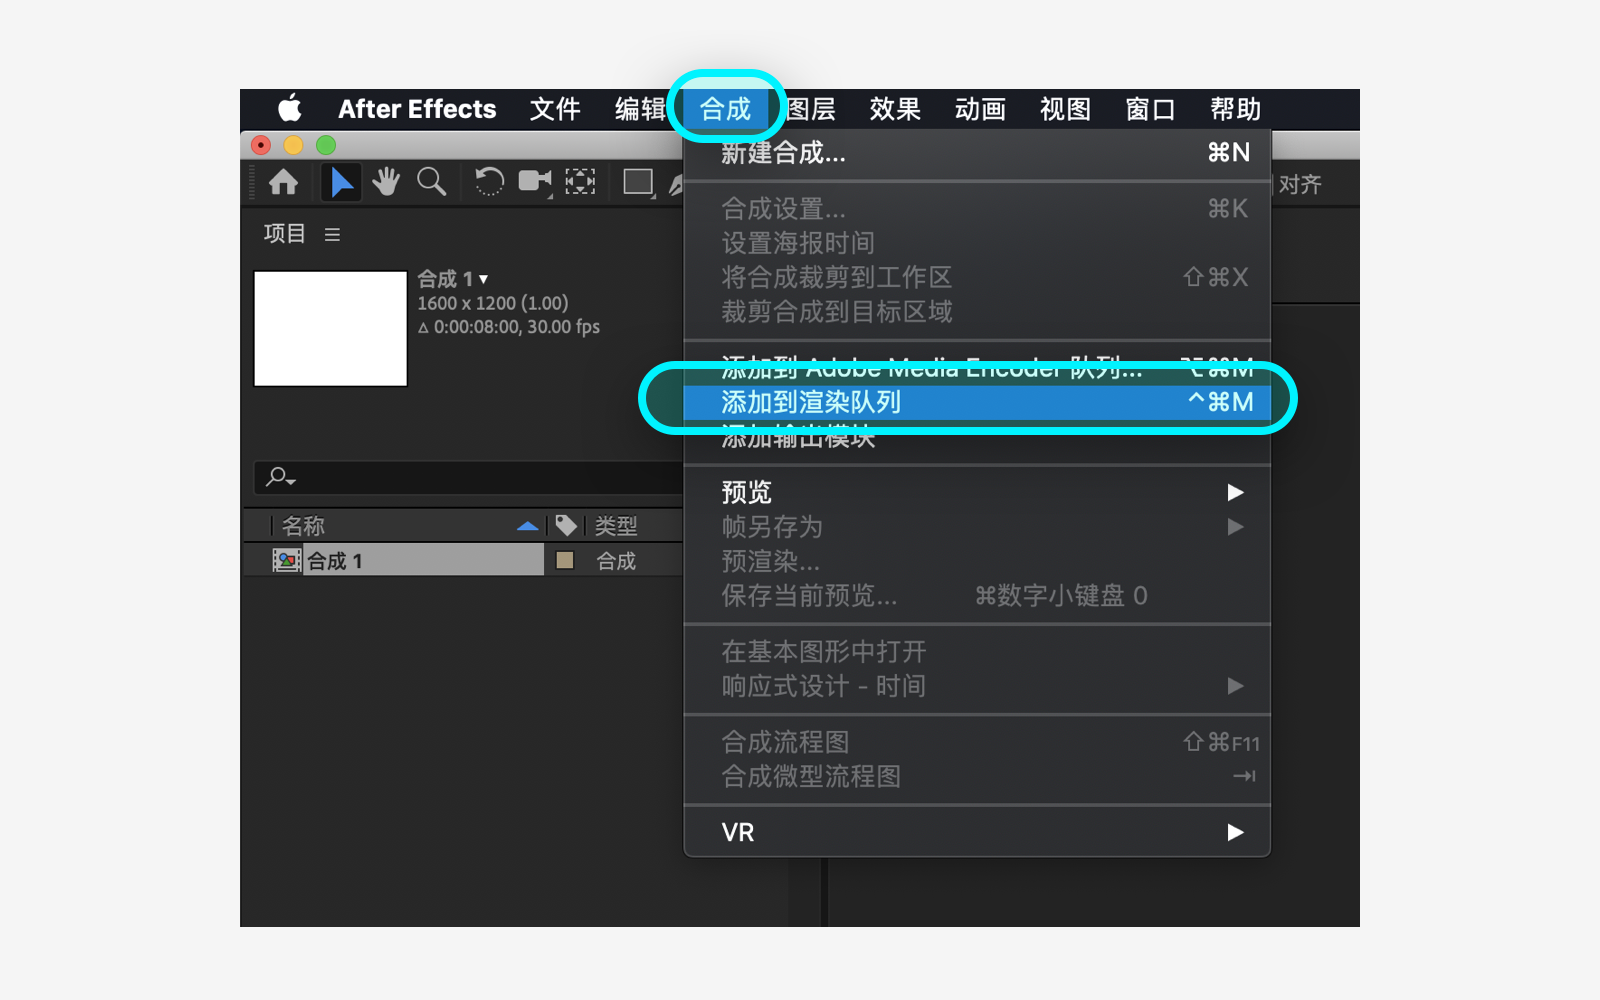 After Effects 文件 编辑 合成 图层 效果 动画 视图 窗口 帮助
新建合成... ⌘N
对齐
项目
合成设置... ⌘K
设置海报时间
合成 1▼
将合成裁剪到工作区 ⇧⌘X
1600 x 1200 (1.00)
裁剪合成到目标区域
Δ 0:00:08:00, 30.00 fps
添加到 Adobe Media Encoder 队列... ⌥⌘M
添加到渲染队列 ^⌘M
添加输出模块
预览
名称 类型
帧另存为
合成 1 合成
预渲染...
保存当前预览... ⌘数字小键盘 0
在基本图形中打开
响应式设计 - 时间
合成流程图 ⇧⌘F11
合成微型流程图 ⇥
VR